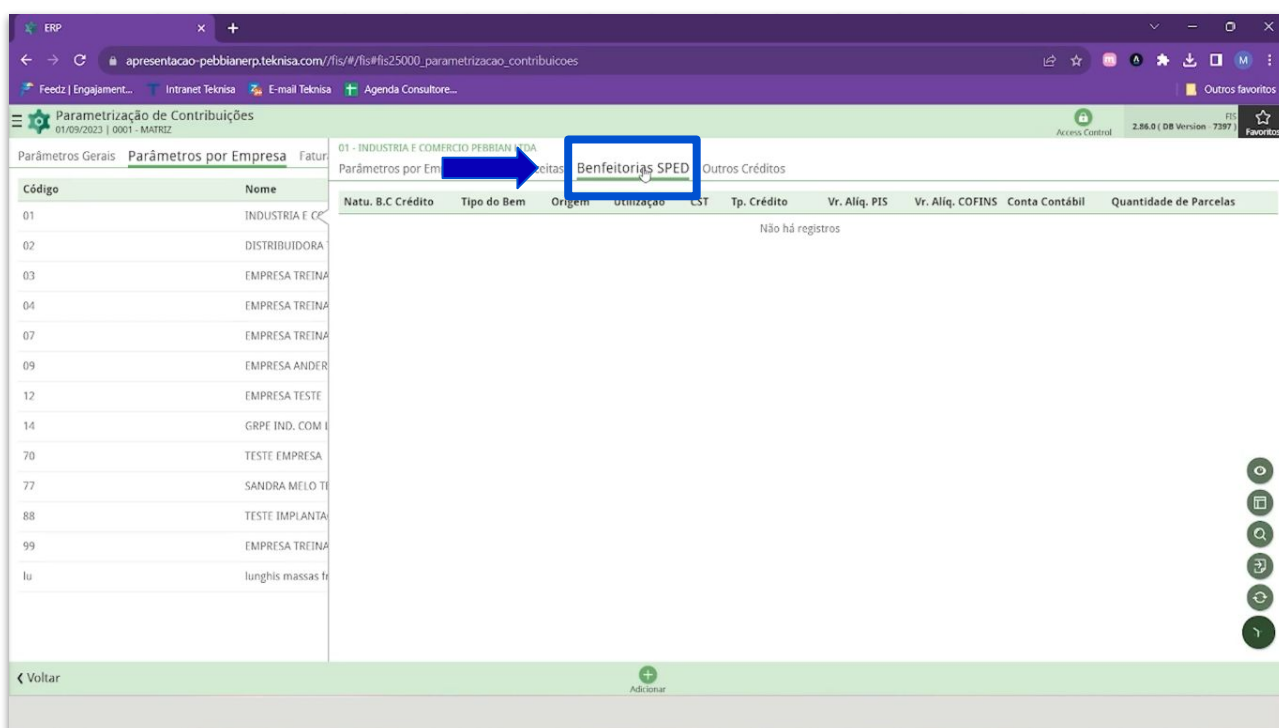 ERP
apresentacao-pebbianerp.teknisa.com//fis/#/fis#fis25000_parametrizacao_contribuicoes
Feedz | Engajament... Intranet Teknisa E-mail Teknisa Agenda Consultore... Outros favoritos
Parametrização de Contribuições
01/09/2023 | 0001 - MATRIZ
Access Control
FIS
2.86.0 ( DB Version - 7397 )
Favoritos
Parâmetros Gerais Parâmetros por Empresa Fatur
Código Nome
01 INDUSTRIA E CO
02 DISTRIBUIDORA
03 EMPRESA TREINA
04 EMPRESA TREINA
07 EMPRESA TREINA
09 EMPRESA ANDER
12 EMPRESA TESTE
14 GRPE IND. COM
70 TESTE EMPRESA
77 SANDRA MELO TE
88 TESTE IMPLANTA
99 EMPRESA TREINA
lu lunghis massas fr
01 - INDUSTRIA E COMERCIO PEBBIAN LTDA
Parâmetros por Em eitas Benfeitorias SPED Outros Créditos
Natu. B.C Crédito Tipo do Bem Origem Utilização CST Tp. Crédito Vr. Alíq. PIS Vr. Alíq. COFINS Conta Contábil Quantidade de Parcelas
Não há registros
Voltar
Adicionar